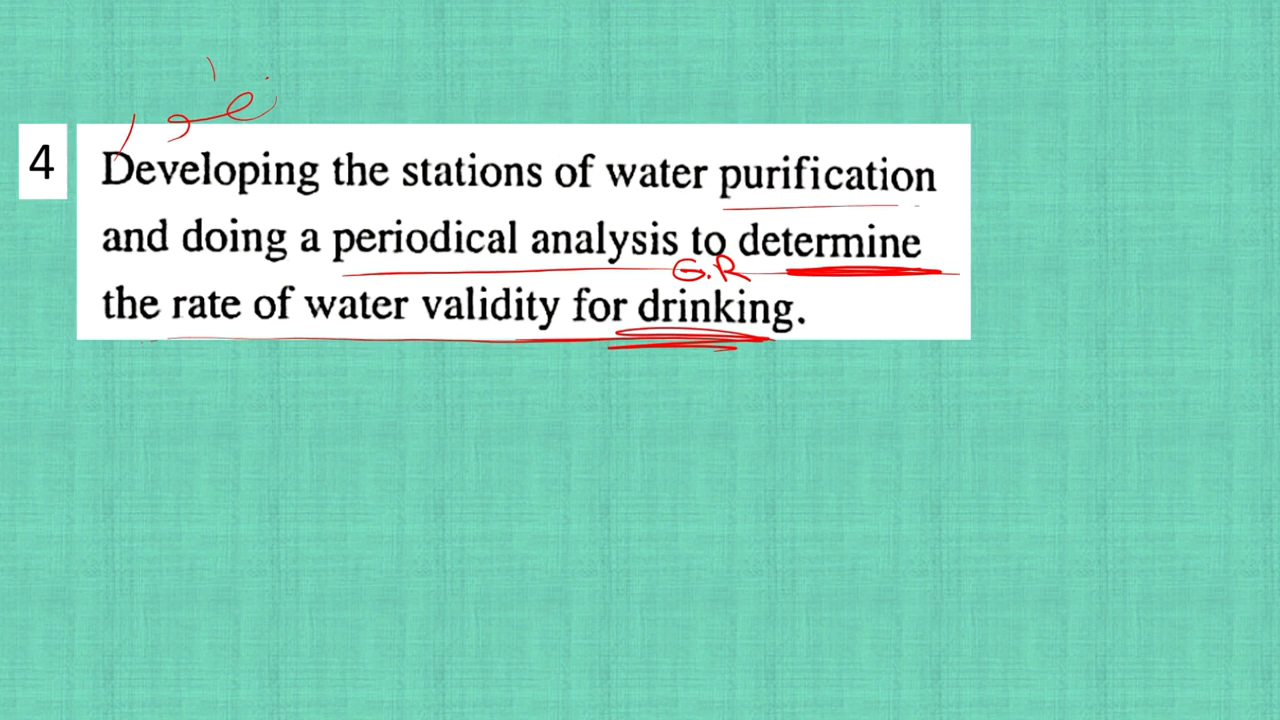 4
Developing the stations of water purification
and doing a periodical analysis to determine
G.R
the rate of water validity for drinking.